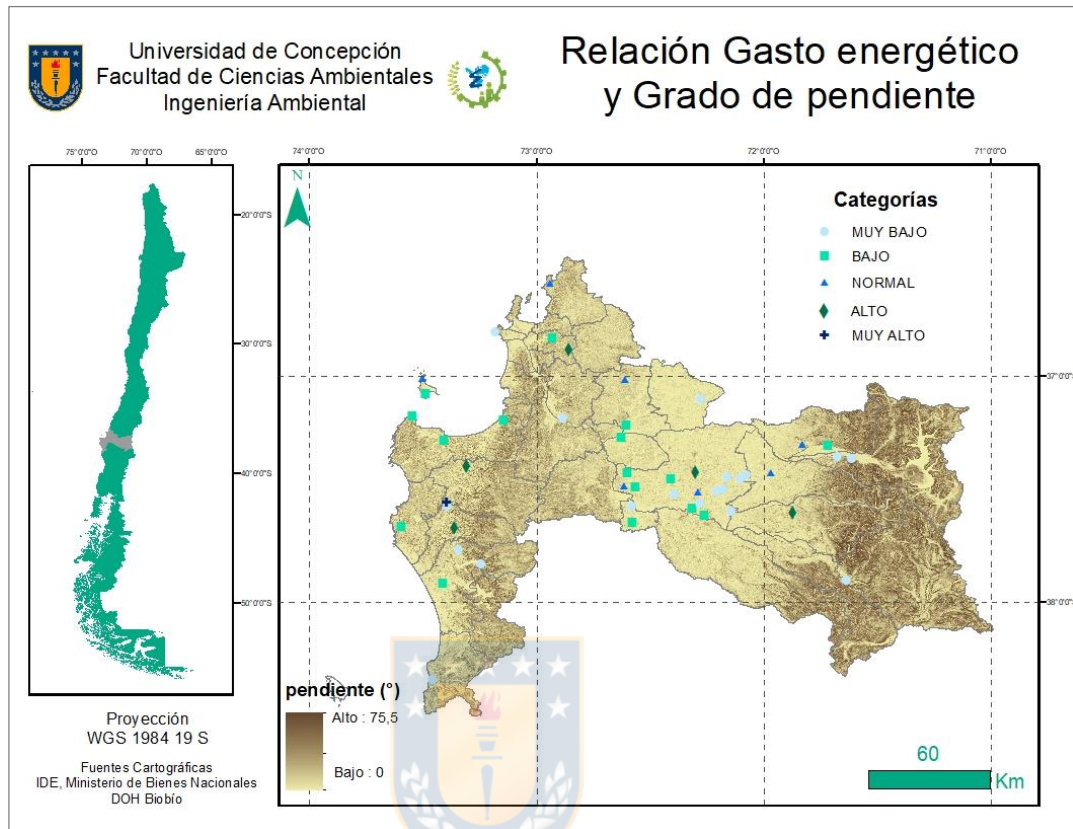 Universidad de Concepción
Facultad de Ciencias Ambientales
Ingeniería Ambiental
Relación Gasto energético
y Grado de pendiente
75°0'0"O
70°0'0"O
65°0'0"O
20°0'0"S
30°0'0"S
40°0'0"S
50°0'0"S
Proyección
WGS 1984 19 S
Fuentes Cartográficas
IDE, Ministerio de Bienes Nacionales
DOH Biobío
74°0'0"O
73°0'0"O
72°0'0"O
71°0'0"O
N
Categorías
MUY BAJO
BAJO
NORMAL
ALTO
MUY ALTO
37°0'0"S
38°0'0"S
pendiente (°)
Alto : 75,5
Bajo : 0
60
Km